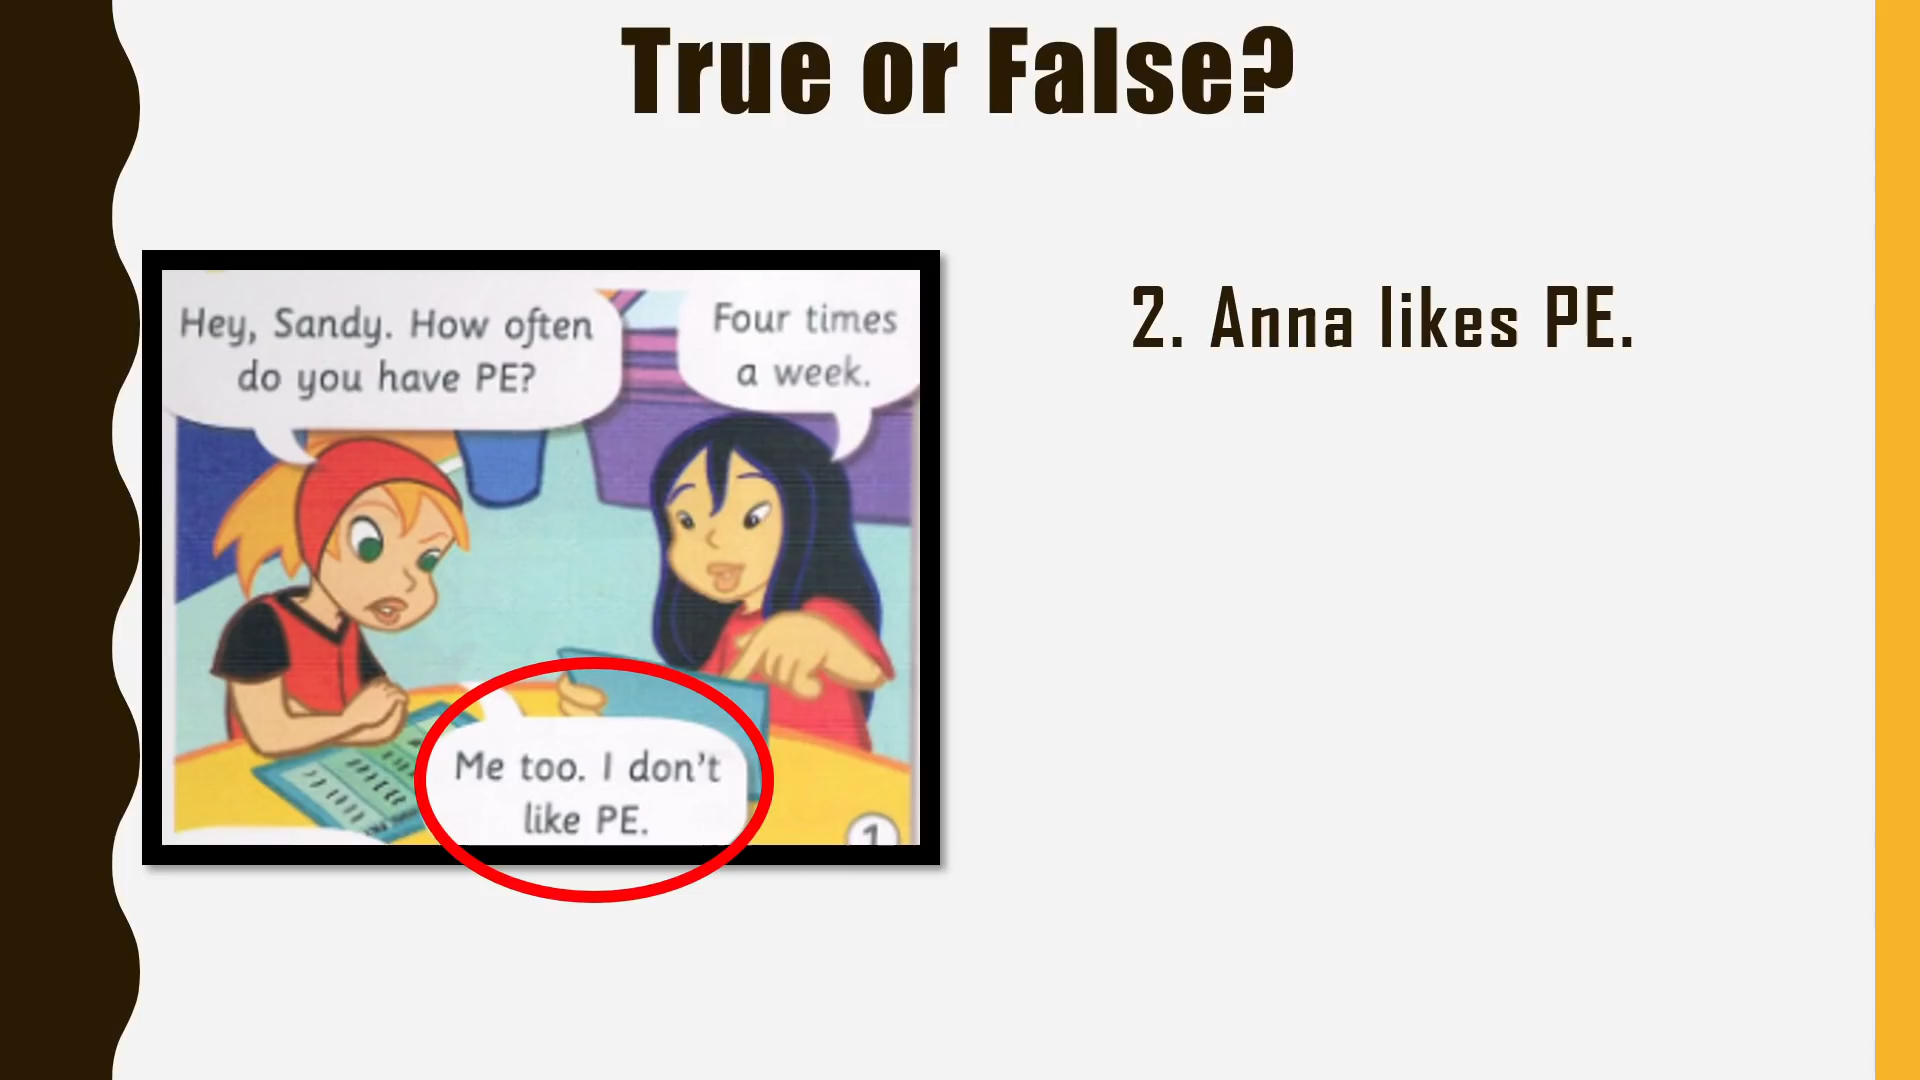 True or False?
Hey, Sandy. How often
do you have PE?
Four times
a week.
Me too. I don't
like PE.
1
2. Anna likes PE.